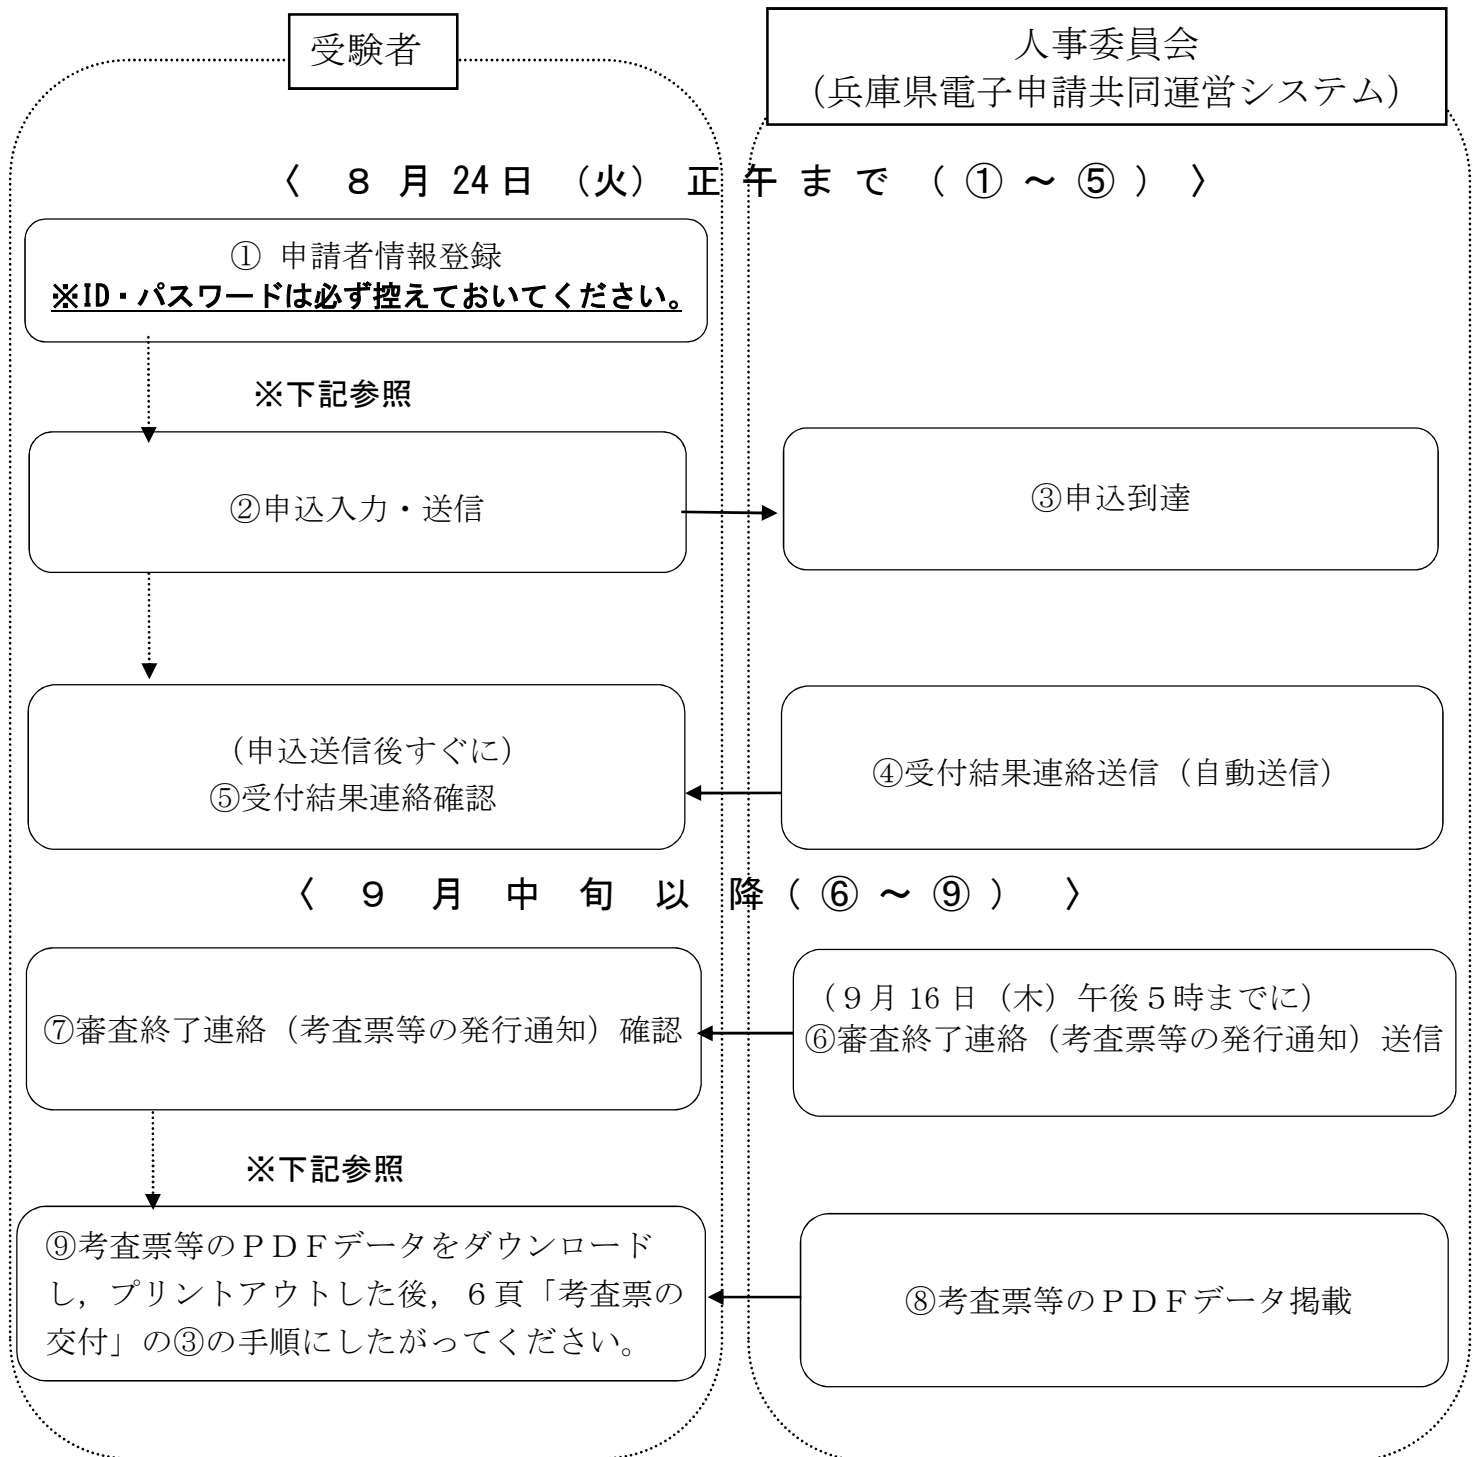 受験者
人事委員会
（兵庫県電子申請共同運営システム）
〈 ８月24日（火）正午まで（①～⑤）〉
① 申請者情報登録
※ID・パスワードは必ず控えておいてください。
※下記参照
②申込入力・送信
③申込到達
（申込送信後すぐに）
⑤受付結果連絡確認
④受付結果連絡送信（自動送信）
〈 ９月中旬以降（⑥～⑨） 〉
⑦審査終了連絡（考査票等の発行通知）確認
（９月16日（木）午後５時までに）
⑥審査終了連絡（考査票等の発行通知）送信
※下記参照
⑨考査票等のＰＤＦデータをダウンロード
し，プリントアウトした後，６頁「考査票の
交付」の③の手順にしたがってください。
⑧考査票等のＰＤＦデータ掲載